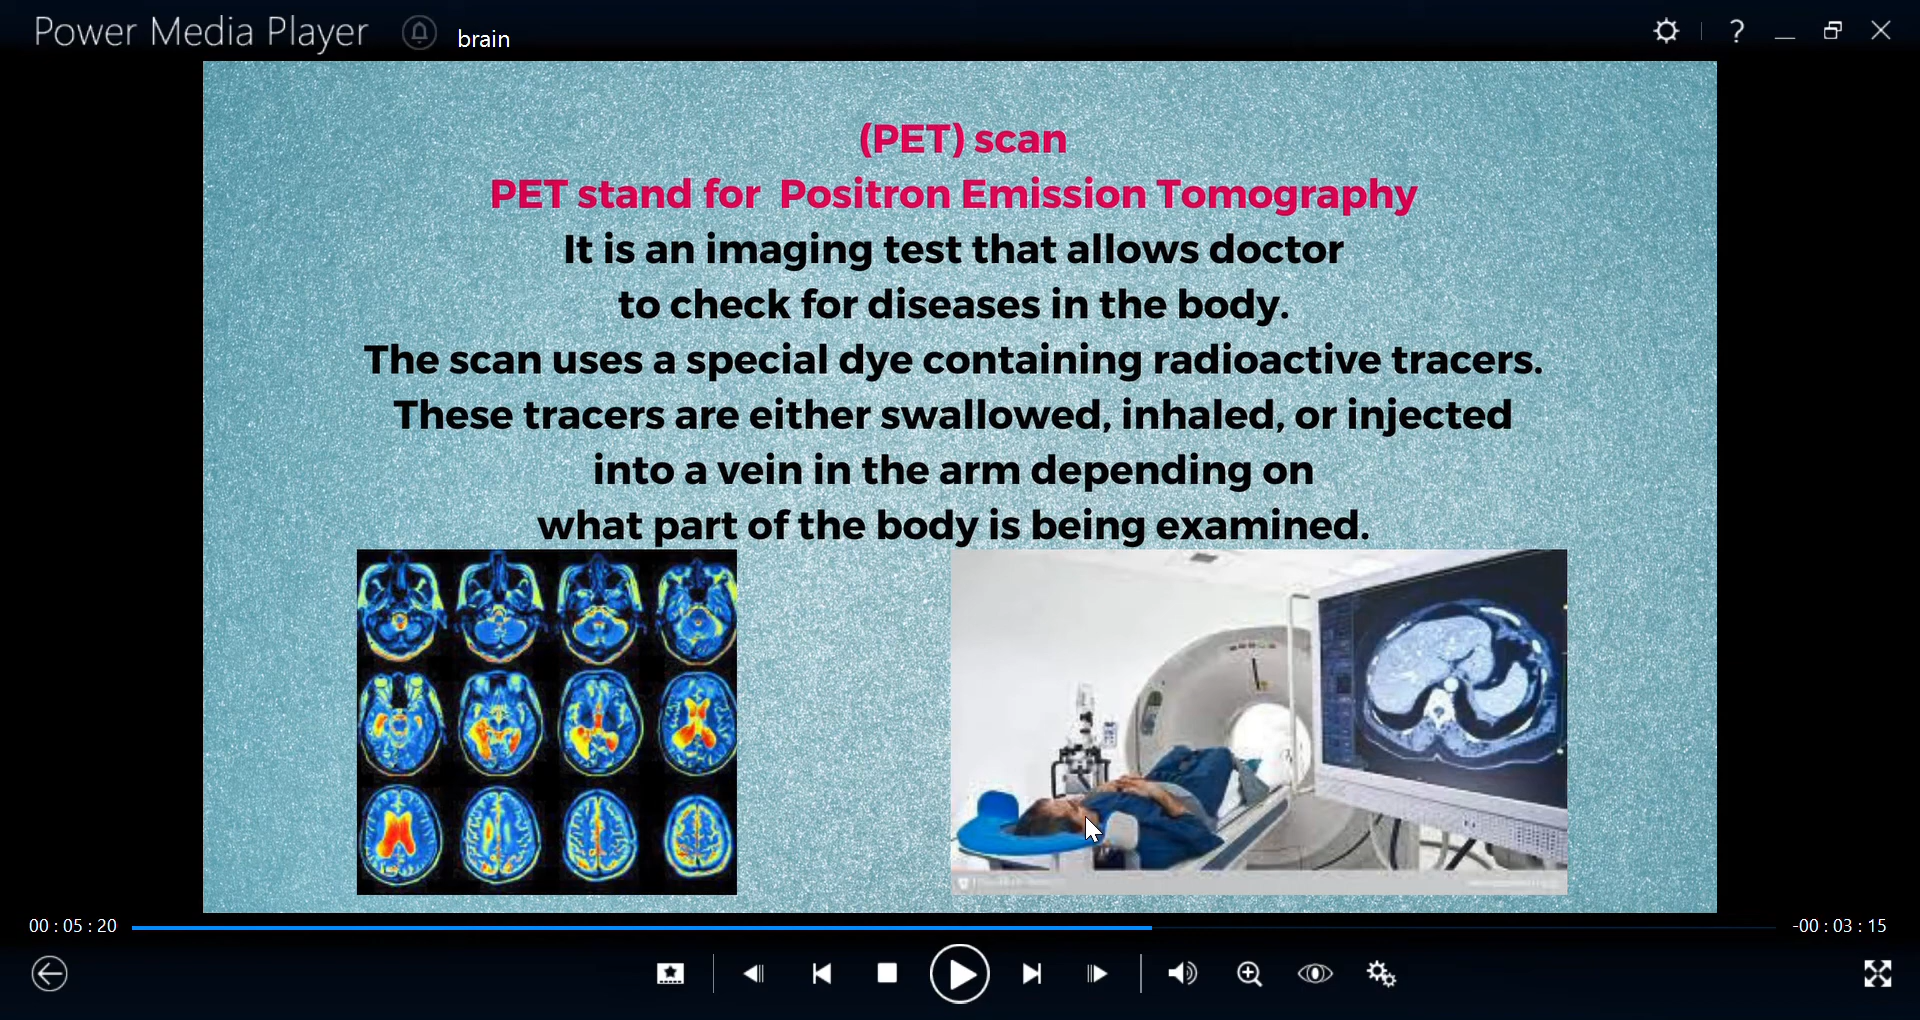 Power Media Player
brain
?
(PET) scan
PET stand for Positron Emission Tomography
It is an imaging test that allows doctor
to check for diseases in the body.
The scan uses a special dye containing radioactive tracers.
These tracers are either swallowed, inhaled, or injected
into a vein in the arm depending on
what part of the body is being examined.
00 : 05 : 20
-00 : 03 : 15